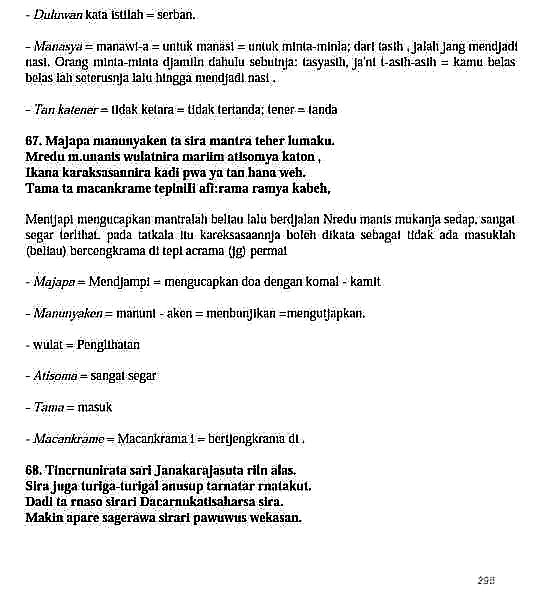 - Duluwan kata istilah = serban.
- Manasya = manawi-a = untuk manasi = untuk minta-minla; dari tasih , jalah jang mendjadi
nasi. Orang minta-minta djamiin dahulu sebutnja: tasyasih, ja'ni t-asih-asih = kamu belas
belas lah seterusnja lalu hingga mendjadi nasi .
- Tan katener = tidak ketara = tidak tertanda; tener = tanda
67. Majapa manunyaken ta sira mantra teher lumaku.
Mredu m.unanis wulatnira mariim atisomya katon ,
Ikana karaksasannira kadi pwa ya tan hana weh.
Tama ta macankrame tepinili afi:rama ramya kabeh,
Mentjapi mengucapkan mantralah beliau lalu berdjalan Nredu manis mukanja sedap, sangat
segar terlihat. pada tatkala itu kareksasaannja boleh dikata sebagai tidak ada masuklah
(beliau) bercengkrama di tepi acrama (jg) permai
- Majapa = Mendjampi = mengucapkan doa dengan komai - kamit
- Manunyaken = manuni - aken = menbunjikan =mengutjapkan.
- wulat = Penglihatan
- Atisoma = sangat segar
- Tama = masuk
- Macankrame = Macankrama i = bertjengkrama di .
68. Tincrnunirata sari Janakarajasuta riin alas.
Sira juga turiga-turigal anusup tarnatar rnatakut.
Dadi ta rnaso sirari Dacarnukatisaharsa sira.
Makin apare sagerawa sirari pawuwus wekasan.
298